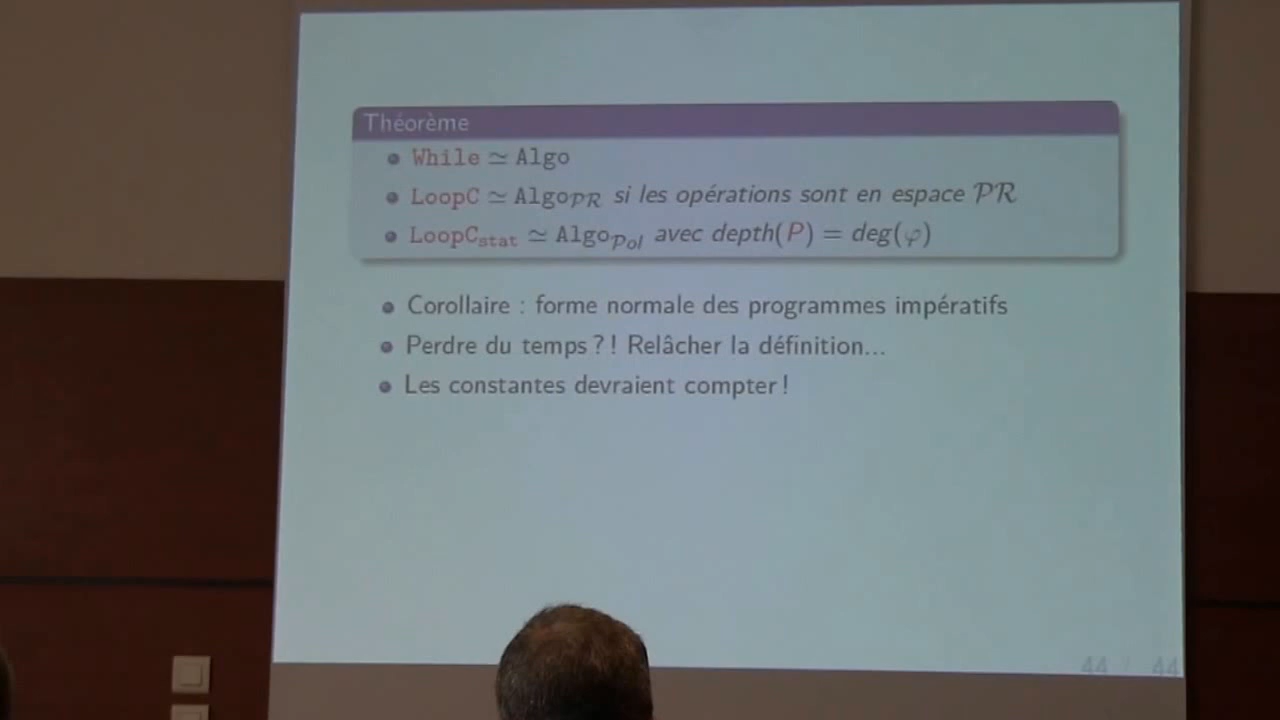 Théorème
While ≃ Algo
LoopC ≃ Algo𝒫ℛ si les opérations sont en espace 𝒫ℛ
LoopCstat ≃ Algo𝒫ol avec depth(P) = deg(φ)
Corollaire : forme normale des programmes impératifs
Perdre du temps ?! Relâcher la définition...
Les constantes devraient compter !
44 / 44